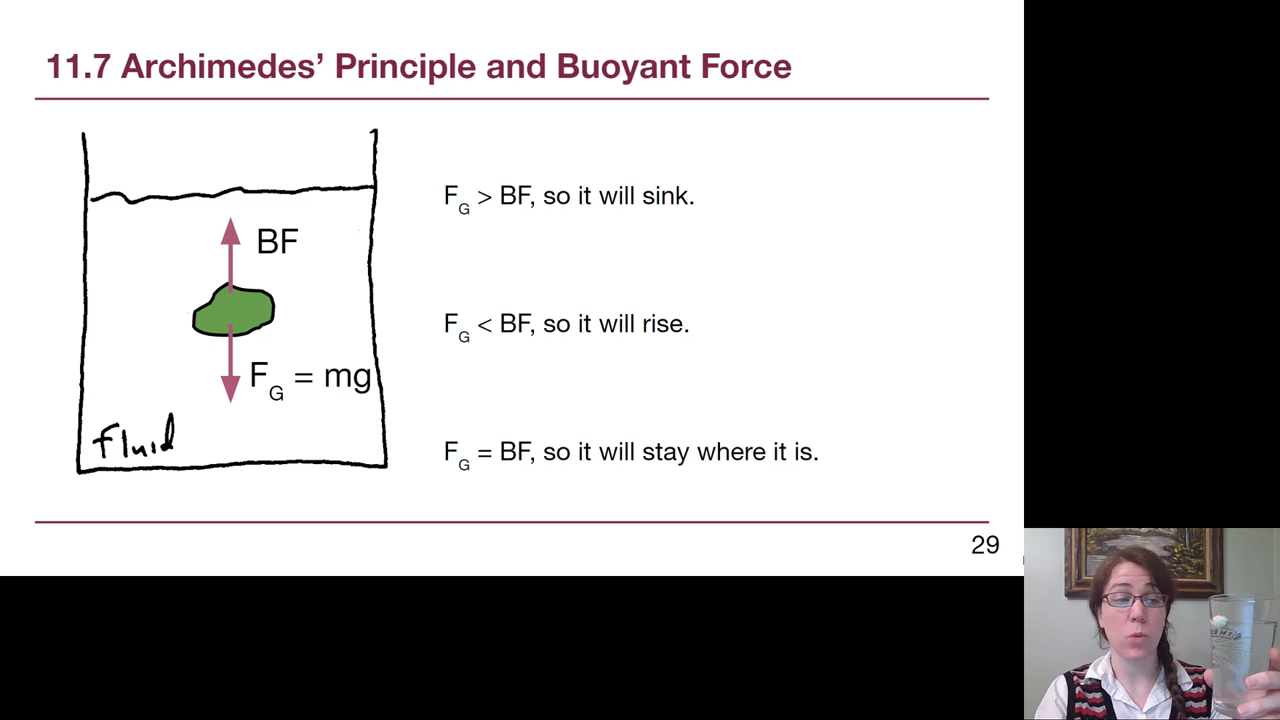 11.7 Archimedes’ Principle and Buoyant Force
BF
F_G = mg
Fluid
F_G > BF, so it will sink.
F_G < BF, so it will rise.
F_G = BF, so it will stay where it is.
29